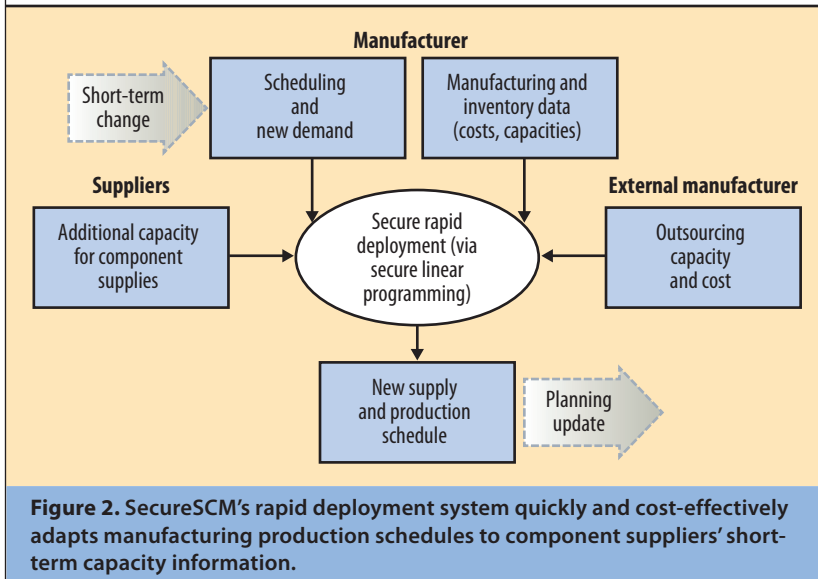 Manufacturer
Short-term
change
Scheduling
and
new demand
Manufacturing and
inventory data
(costs, capacities)
Suppliers
Additional capacity
for component
supplies
Secure rapid
deployment (via
secure linear
programming)
External manufacturer
Outsourcing
capacity
and cost
New supply
and production
schedule
Planning
update
Figure 2. SecureSCM’s rapid deployment system quickly and cost-effectively
adapts manufacturing production schedules to component suppliers’ short-
term capacity information.